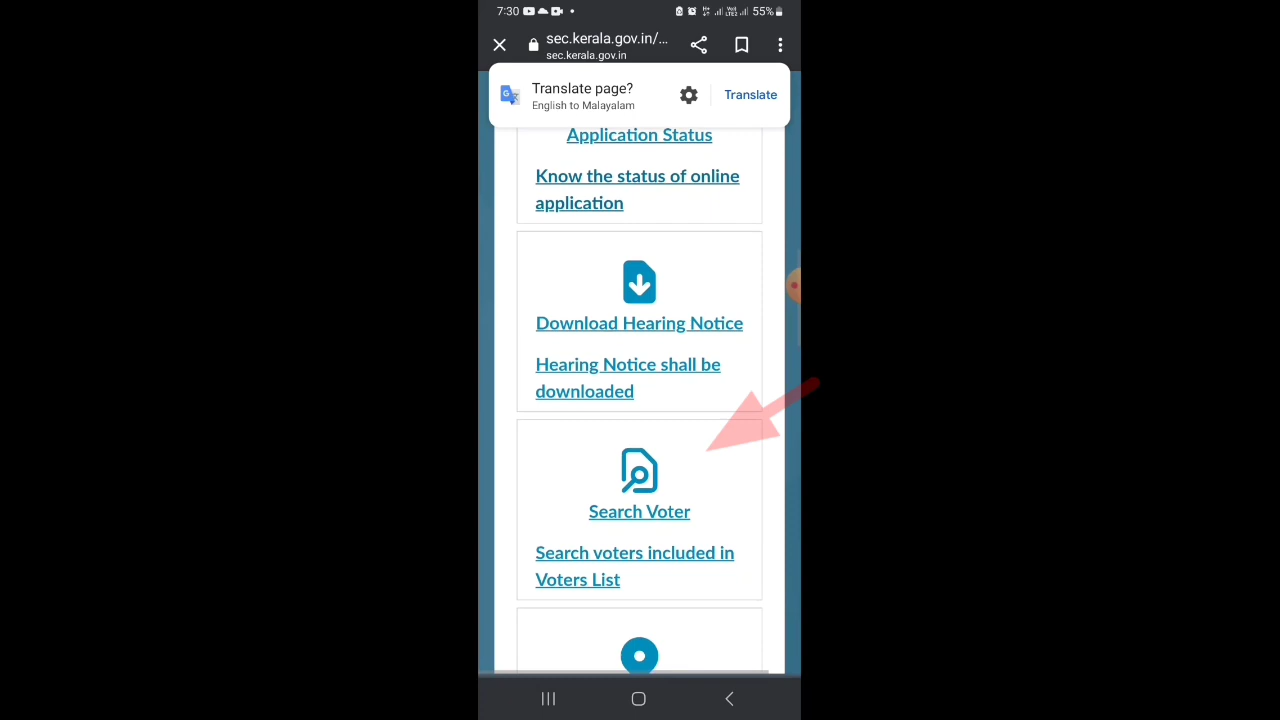 7:30
55%
sec.kerala.gov.in/...
sec.kerala.gov.in
Translate page?
English to Malayalam
Translate
Application Status
Know the status of online
application
Download Hearing Notice
Hearing Notice shall be
downloaded
Search Voter
Search voters included in
Voters List